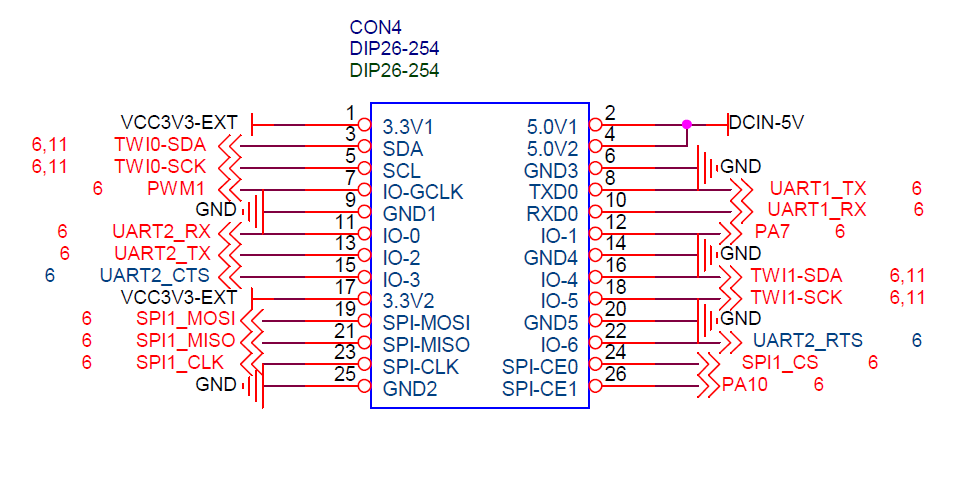 CON4
DIP26-254
DIP26-254
VCC3V3-EXT 1 3.3V1 5.0V1 2 DCIN-5V
6,11 TWI0-SDA 3 SDA 5.0V2 4
6,11 TWI0-SCK 5 SCL GND3 6 GND
6 PWM1 7 IO-GCLK TXD0 8 UART1_TX 6
GND 9 GND1 RXD0 10 UART1_RX 6
6 UART2_RX 11 IO-0 IO-1 12 PA7 6
6 UART2_TX 13 IO-2 GND4 14 GND
6 UART2_CTS 15 IO-3 IO-4 16 TWI1-SDA 6,11
VCC3V3-EXT 17 3.3V2 IO-5 18 TWI1-SCK 6,11
6 SPI1_MOSI 19 SPI-MOSI GND5 20 GND
6 SPI1_MISO 21 SPI-MISO IO-6 22 UART2_RTS 6
6 SPI1_CLK 23 SPI-CLK SPI-CE0 24 SPI1_CS 6
GND 25 GND2 SPI-CE1 26 PA10 6